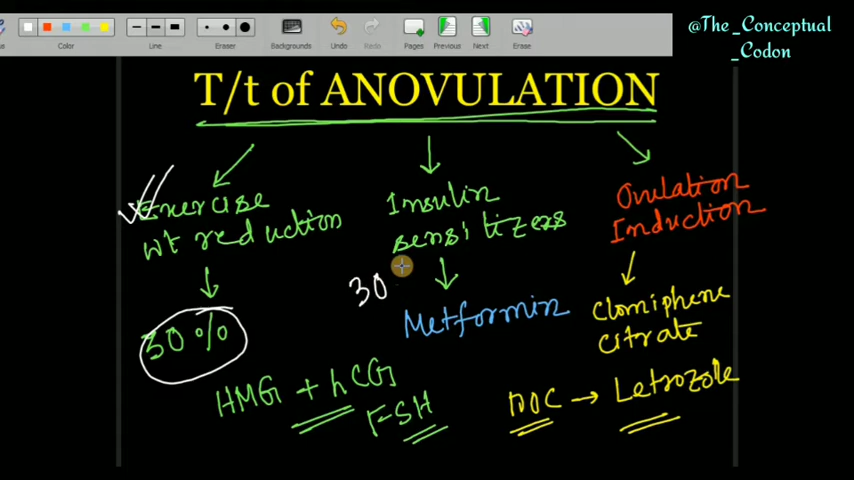 @The_Conceptual
_Codon
Color
Line
Eraser
Backgrounds
Undo
Redo
Pages
Previous
Next
Erase
T/t of ANOVULATION
Exercise
wt reduction
30%
Insulin
sensitizers
30
Metformin
Ovulation
Induction
Clomiphene
Citrate
HMG + hCG
FSH
DOC → Letrozole